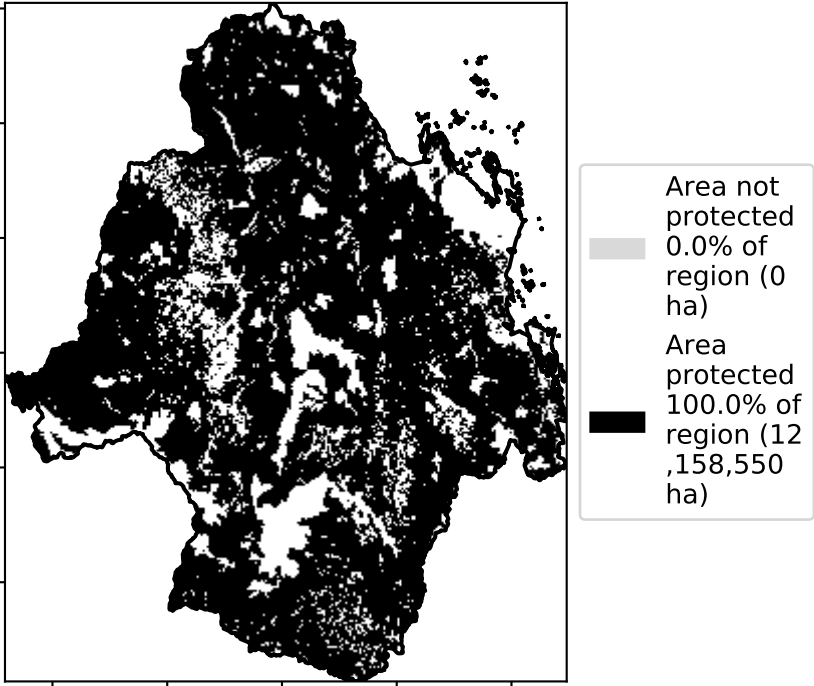 Area not
protected
0.0% of
region (0
ha)
Area
protected
100.0% of
region (12
,158,550
ha)